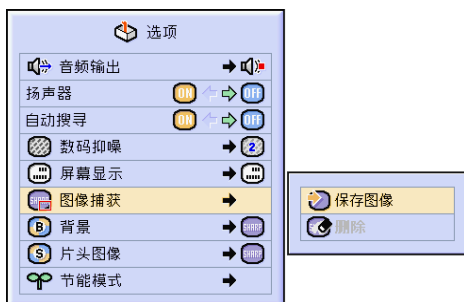 选项
音频输出
扬声器 ON OFF
自动搜寻 ON OFF
数码抑噪 2
屏幕显示
图像捕获
保存图像
B 背景 SHARP
删除
S 片头图像 SHARP
节能模式